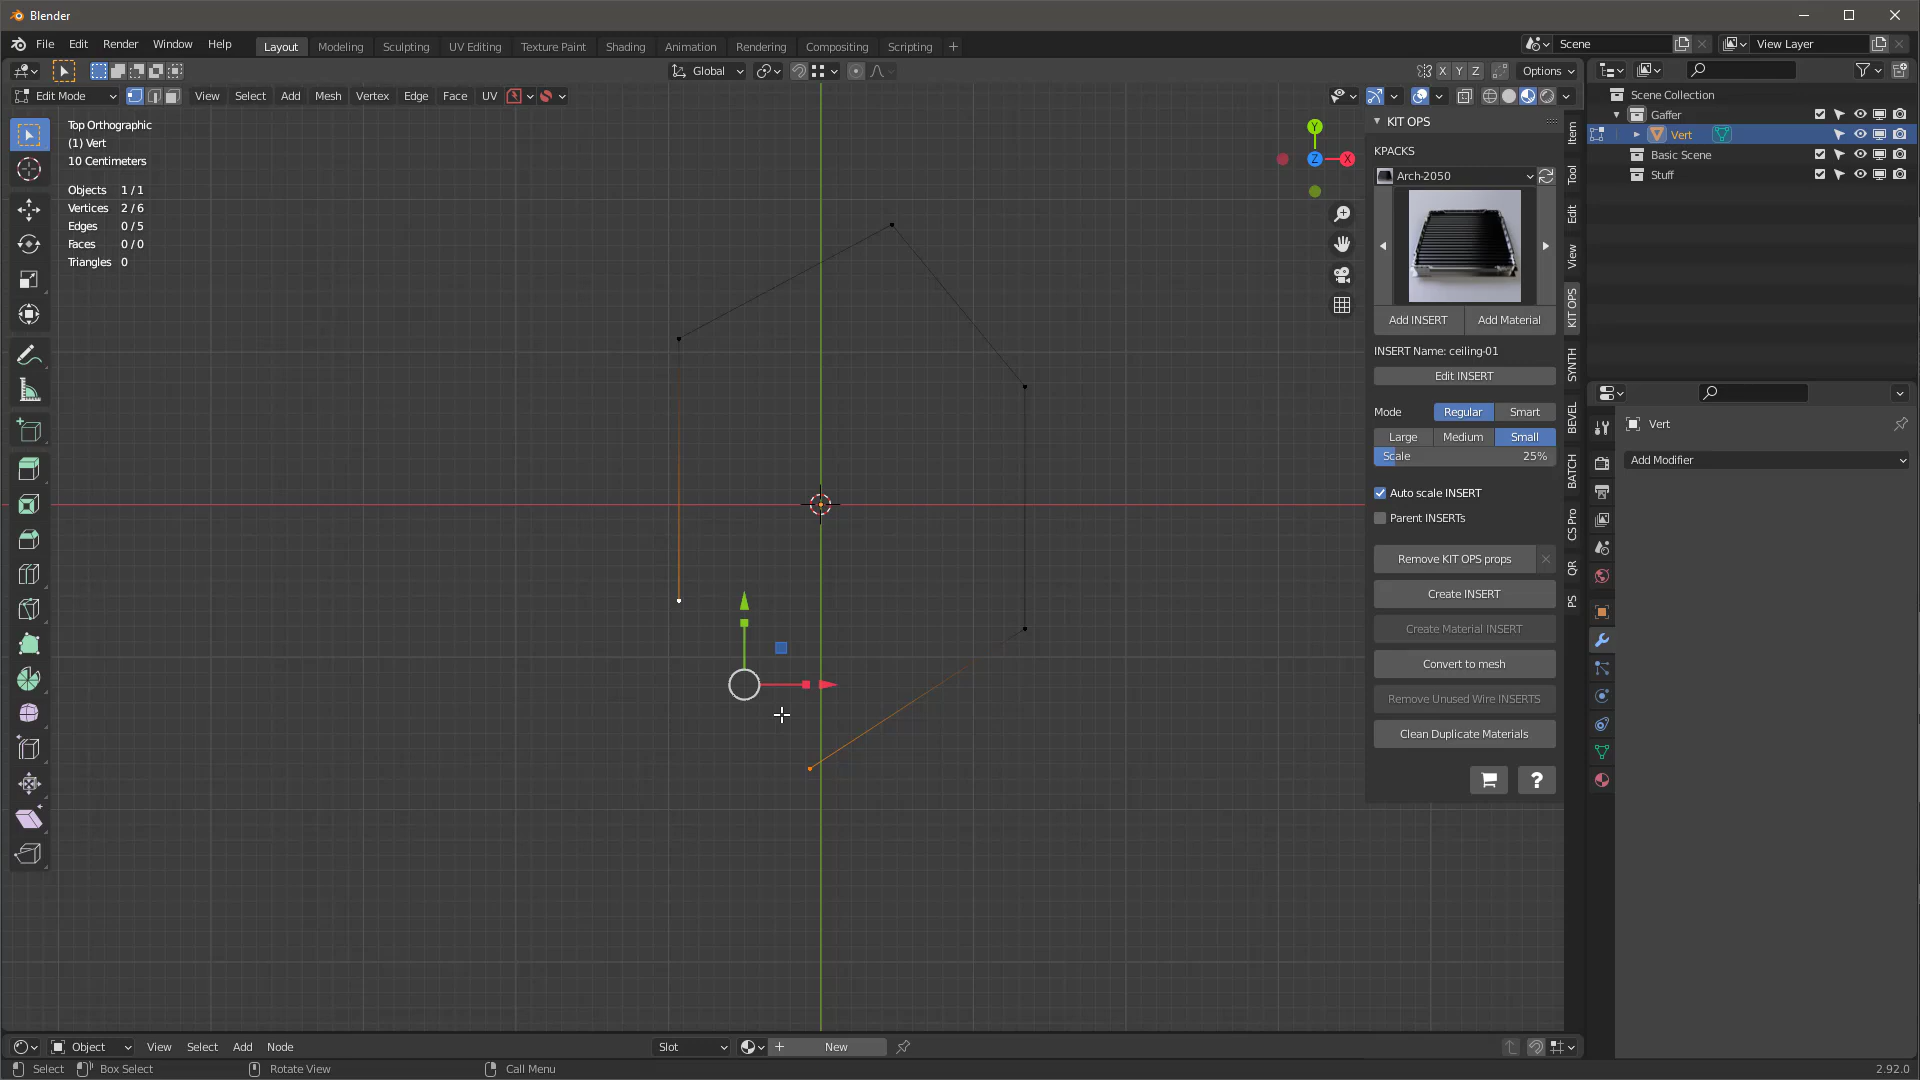 Blender
File Edit Render Window Help Layout Modeling Sculpting UV Editing Texture Paint Shading Animation Rendering Compositing Scripting +
Scene View Layer
Global X Y Z Options
Edit Mode View Select Add Mesh Vertex Edge Face UV
Top Orthographic
(1) Vert
10 Centimeters
Objects 1 / 1
Vertices 2 / 6
Edges 0 / 5
Faces 0 / 0
Triangles 0
Y
Z X
KIT OPS
KPACKS
Arch-2050
Add INSERT Add Material
INSERT Name: ceiling-01
Edit INSERT
Mode Regular Smart
Large Medium Small
Scale 25%
Auto scale INSERT
Parent INSERTs
Remove KIT OPS props
Create INSERT
Create Material INSERT
Convert to mesh
Remove Unused Wire INSERTS
Clean Duplicate Materials
?
Item
Tool
Edit
View
KIT OPS
SYNTH
BEVEL
BATCH
CS Pro
QR
PS
Scene Collection
Gaffer
Vert
Basic Scene
Stuff
Vert
Add Modifier
Object View Select Add Node Slot + New
Select Box Select Rotate View Call Menu 2.92.0